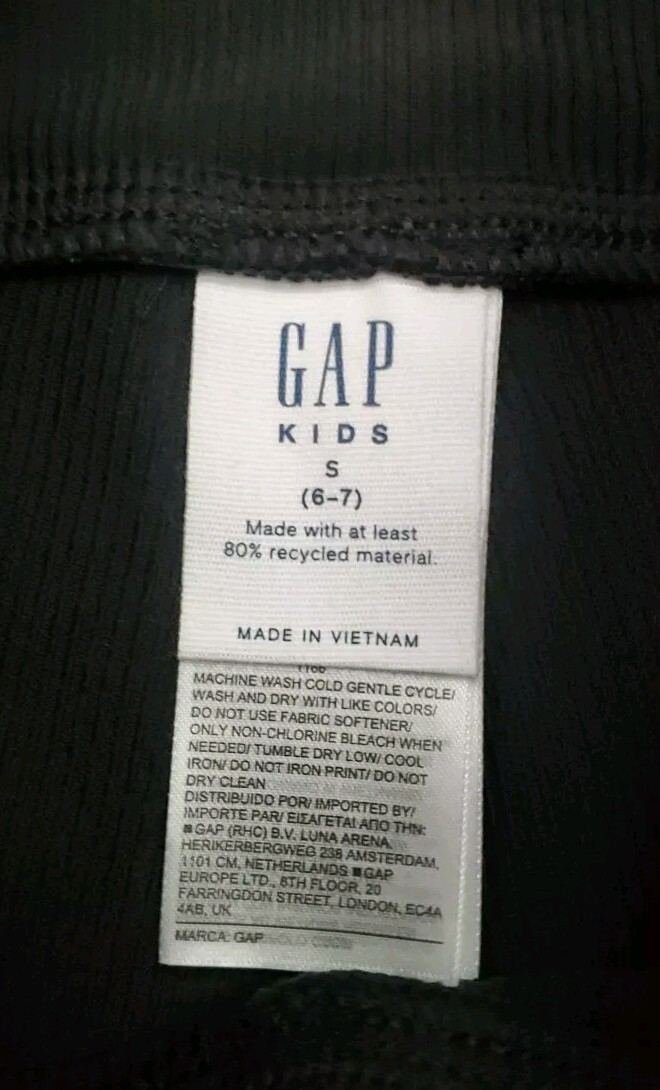 GAP
KIDS
S
(6-7)
Made with at least
80% recycled material.
MADE IN VIETNAM
MACHINE WASH COLD GENTLE CYCLE/
WASH AND DRY WITH LIKE COLORS/
DO NOT USE FABRIC SOFTENER/
ONLY NON-CHLORINE BLEACH WHEN
NEEDED/ TUMBLE DRY LOW/ COOL
IRON/ DO NOT IRON PRINT/ DO NOT
DRY CLEAN
DISTRIBUIDO POR/ IMPORTED BY/
IMPORTE PAR/ ΕΙΣΑΓΕΤΑΙ ΑΠΟ ΤΗΝ:
■ GAP (RHC) B.V. LUNA ARENA,
HERIKERBERGWEG 238 AMSTERDAM,
1101 CM, NETHERLANDS ■ GAP
EUROPE LTD., 8TH FLOOR, 20
FARRINGDON STREET, LONDON, EC4A
4AB, UK
MARCA: GAP